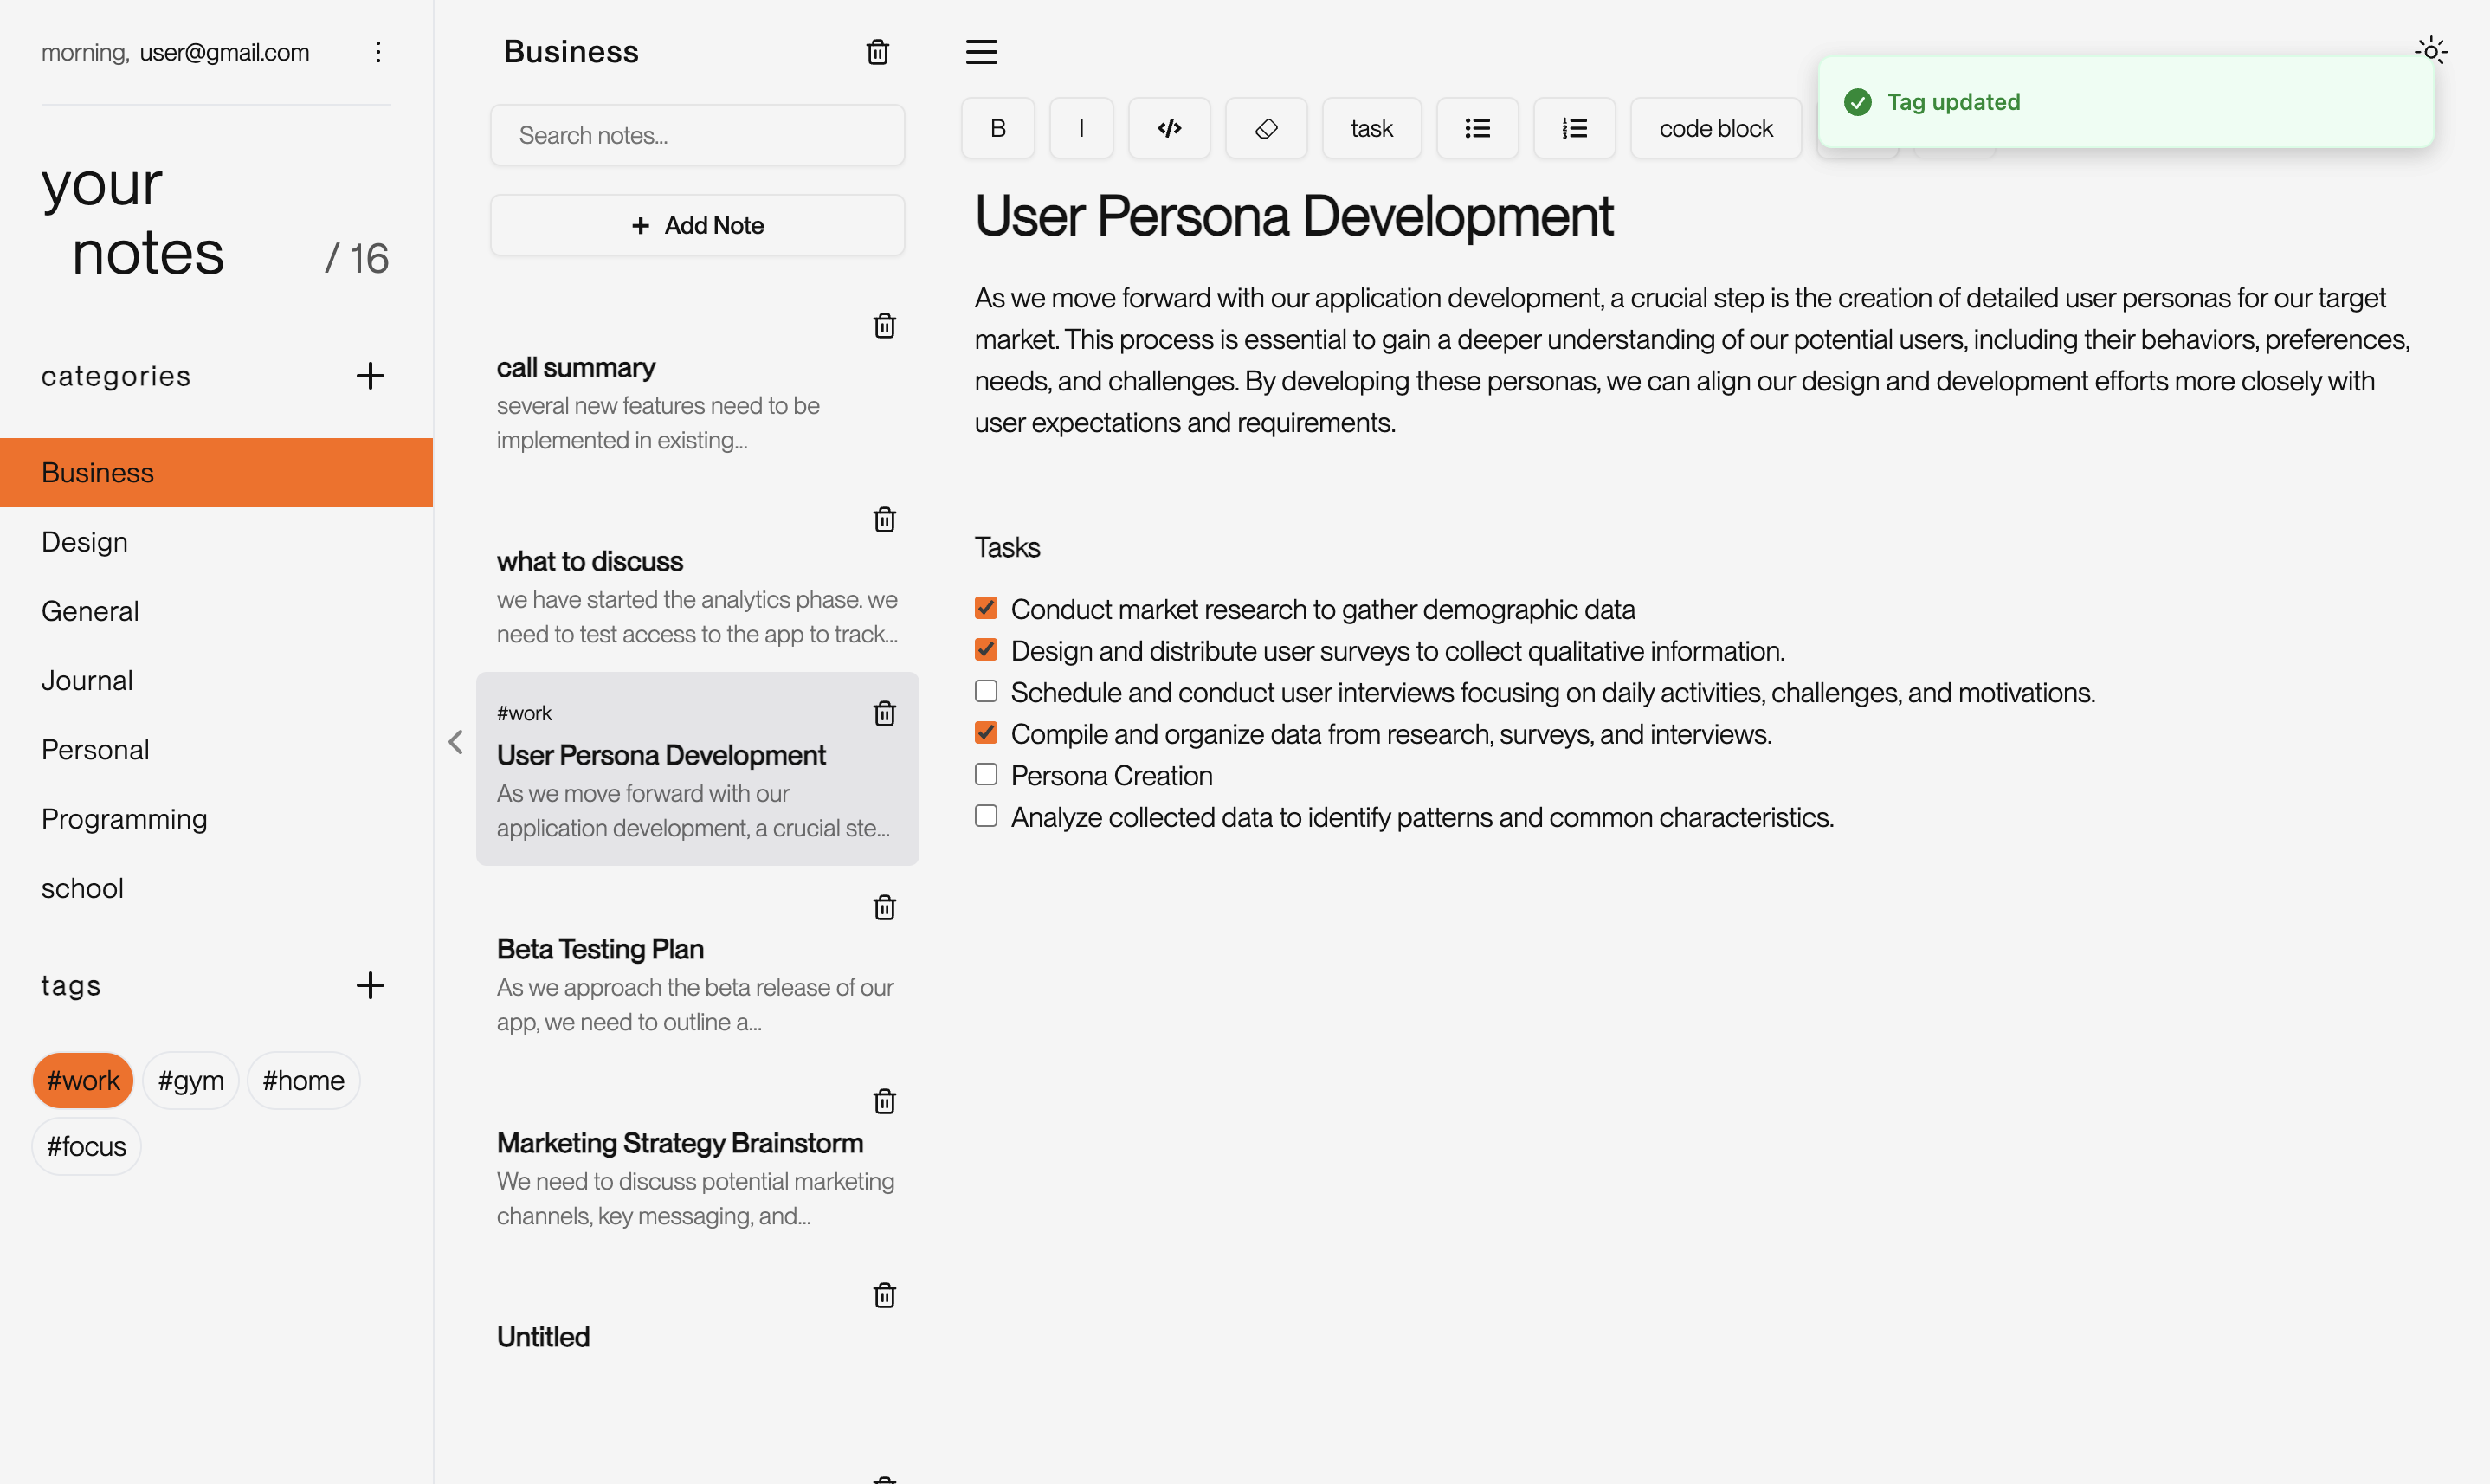 morning, user@gmail.com
your
notes / 16
categories
Business
Design
General
Journal
Personal
Programming
school
tags
#work #gym #home
#focus
Business
Search notes...
+ Add Note
call summary
several new features need to be
implemented in existing...
what to discuss
we have started the analytics phase. we
need to test access to the app to track...
#work
User Persona Development
As we move forward with our
application development, a crucial ste...
Beta Testing Plan
As we approach the beta release of our
app, we need to outline a...
Marketing Strategy Brainstorm
We need to discuss potential marketing
channels, key messaging, and...
Untitled
B I </> task code block
Tag updated
User Persona Development
As we move forward with our application development, a crucial step is the creation of detailed user personas for our target
market. This process is essential to gain a deeper understanding of our potential users, including their behaviors, preferences,
needs, and challenges. By developing these personas, we can align our design and development efforts more closely with
user expectations and requirements.
Tasks
Conduct market research to gather demographic data
Design and distribute user surveys to collect qualitative information.
Schedule and conduct user interviews focusing on daily activities, challenges, and motivations.
Compile and organize data from research, surveys, and interviews.
Persona Creation
Analyze collected data to identify patterns and common characteristics.